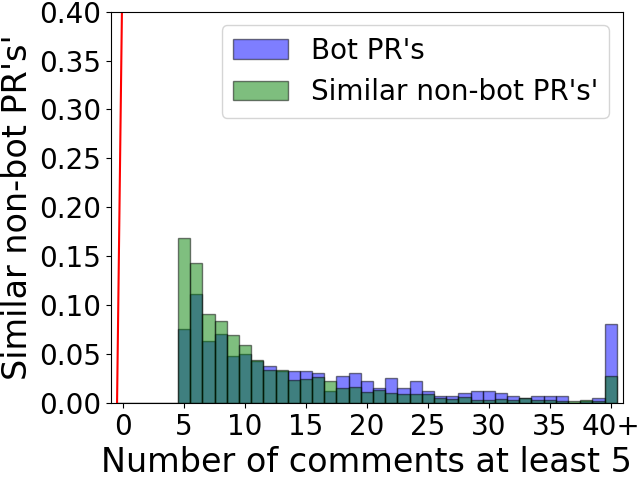 0.40
0.35
0.30
0.25
0.20
0.15
0.10
0.05
0.00
Similar non-bot PR's'
Bot PR's
Similar non-bot PR's'
0 5 10 15 20 25 30 35 40+
Number of comments at least 5